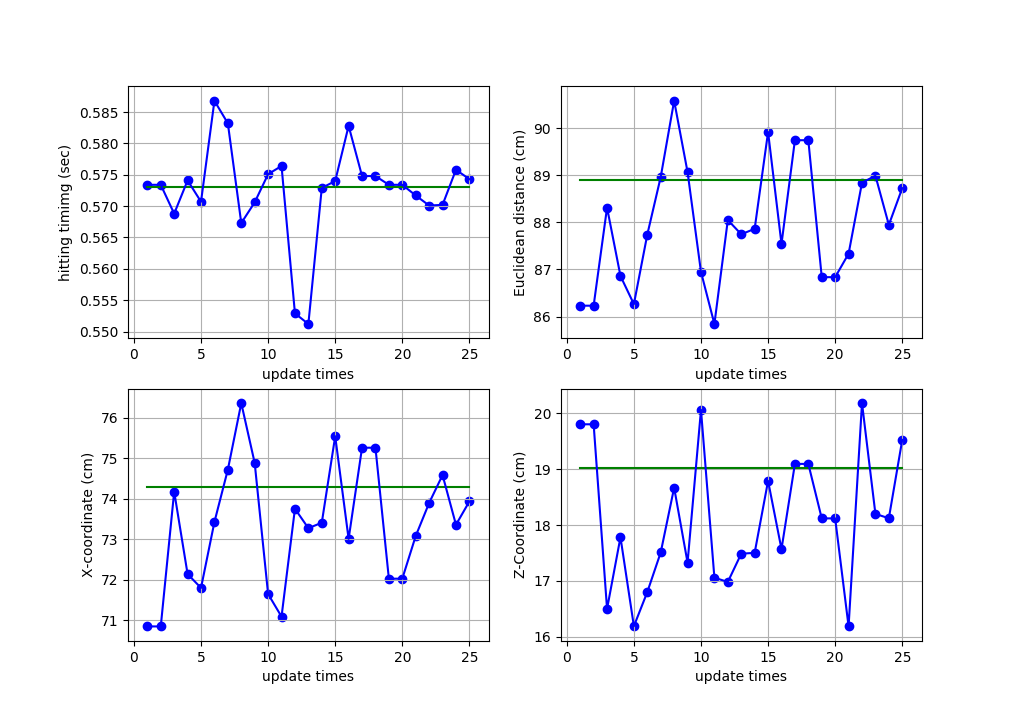 0.585
0.580
0.575
0.570
0.565
0.560
0.555
0.550
hitting timimg (sec)
0 5 10 15 20 25
update times
90
89
88
87
86
Euclidean distance (cm)
0 5 10 15 20 25
update times
76
75
74
73
72
71
X-coordinate (cm)
0 5 10 15 20 25
update times
20
19
18
17
16
Z-Coordinate (cm)
0 5 10 15 20 25
update times